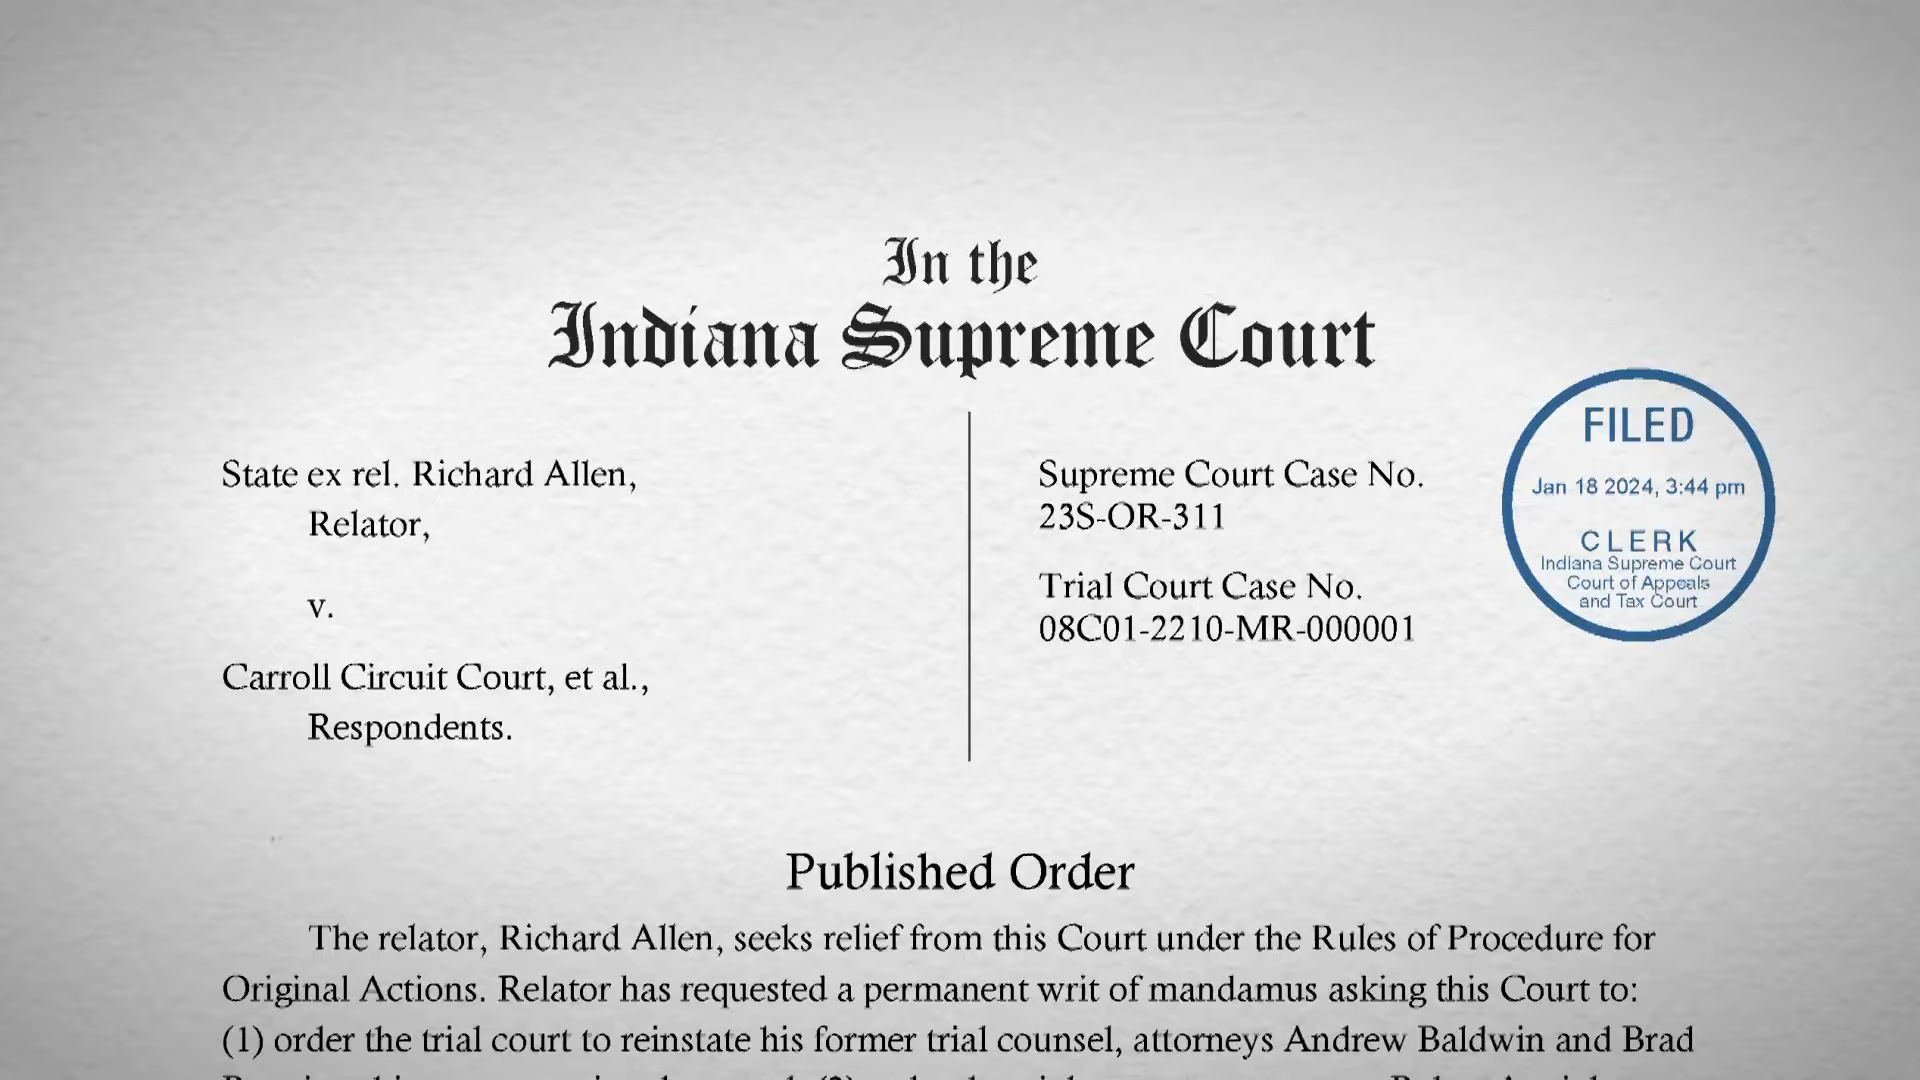 In the
Indiana Supreme Court
State ex rel. Richard Allen,
Relator,
v.
Carroll Circuit Court, et al.,
Respondents.
Supreme Court Case No.
23S-OR-311
Trial Court Case No.
08C01-2210-MR-000001
FILED
Jan 18 2024, 3:44 pm
CLERK
Indiana Supreme Court
Court of Appeals
and Tax Court
Published Order
The relator, Richard Allen, seeks relief from this Court under the Rules of Procedure for
Original Actions. Relator has requested a permanent writ of mandamus asking this Court to:
(1) order the trial court to reinstate his former trial counsel, attorneys Andrew Baldwin and Brad